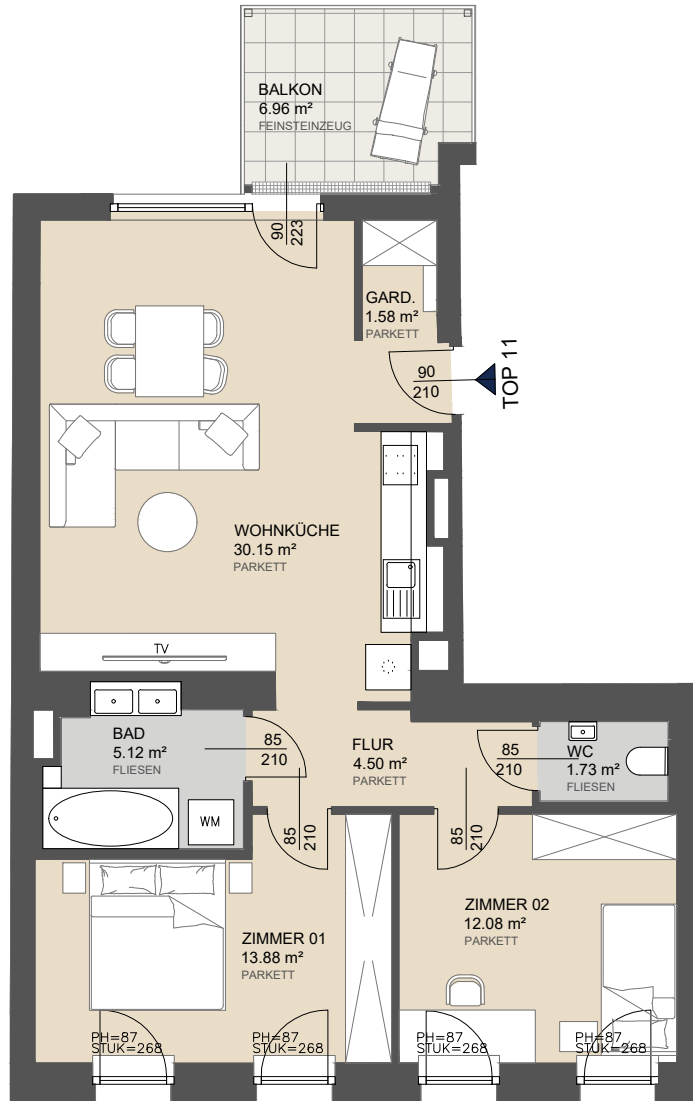 BALKON
6.96 m²
FEINSTEINZEUG
90
223
GARD.
1.58 m²
PARKETT
90
210
TOP 11
WOHNKÜCHE
30.15 m²
PARKETT
TV
BAD
5.12 m²
FLIESEN
85
210
FLUR
4.50 m²
PARKETT
85
210
WC
1.73 m²
FLIESEN
WM
85
210
85
210
ZIMMER 01
13.88 m²
PARKETT
ZIMMER 02
12.08 m²
PARKETT
PH=87
STUK=268
PH=87
STUK=268
PH=87
STUK=268
PH=87
STUK=268